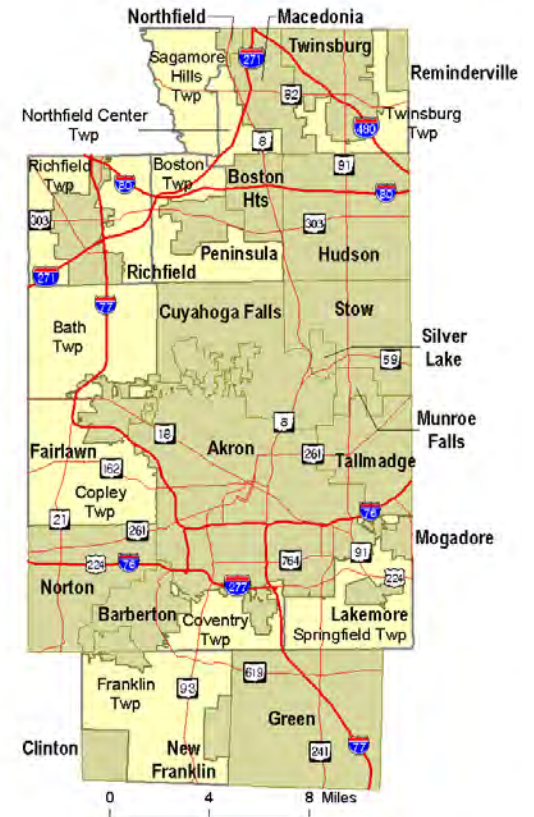 Northfield
Macedonia
Sagamore
Hills
Twp
271
Twinsburg
Reminderville
82
Northfield Center
Twp
Twinsburg
Twp
480
8
Richfield
Twp
Boston
Twp
Boston
Hts
91
80
80
303
303
Peninsula
Hudson
271
Richfield
77
Cuyahoga Falls
Stow
Bath
Twp
Silver
Lake
59
Munroe
Falls
18
8
Fairlawn
Akron
261
Tallmadge
162
Copley
Twp
21
261
76
Mogadore
224
76
764
91
224
277
Norton
Barberton
Coventry
Twp
Lakemore
Springfield Twp
Franklin
Twp
93
619
Green
Clinton
New
Franklin
241
77
0 4 8 Miles